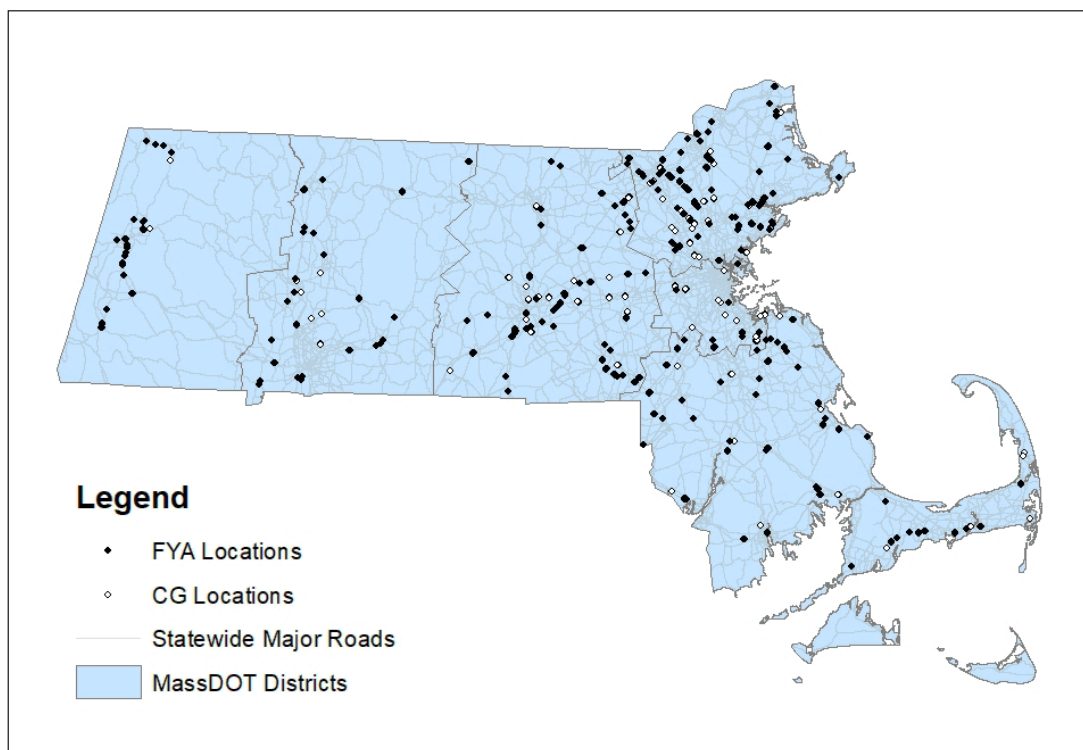 Legend
FYA Locations
CG Locations
Statewide Major Roads
MassDOT Districts